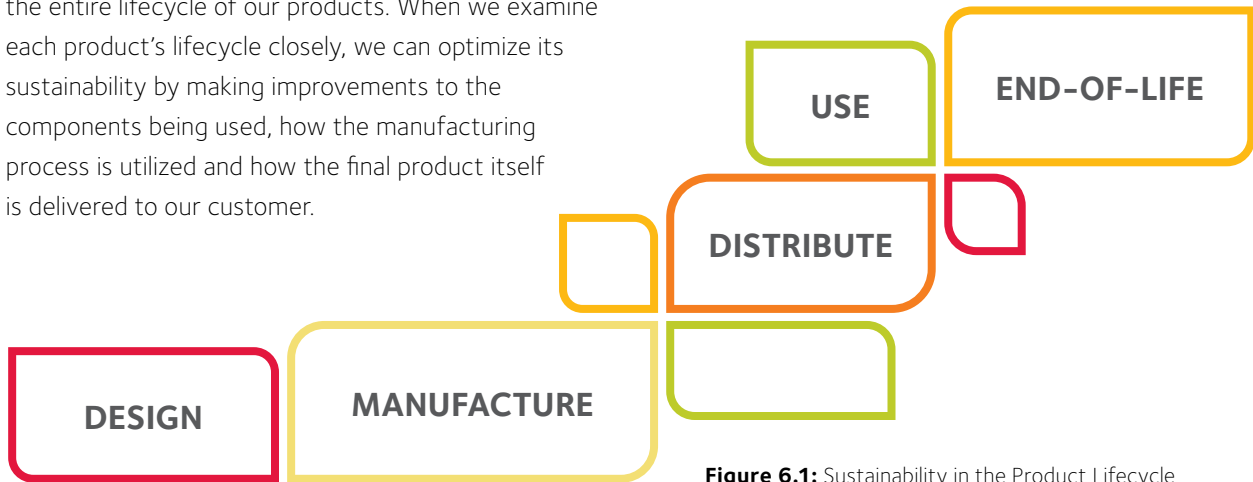 the entire lifecycle of our products. When we examine
each product's lifecycle closely, we can optimize its
sustainability by making improvements to the
components being used, how the manufacturing
process is utilized and how the final product itself
is delivered to our customer.
DESIGN
MANUFACTURE
DISTRIBUTE
USE
END-OF-LIFE
Figure 6.1: Sustainability in the Product Lifecycle